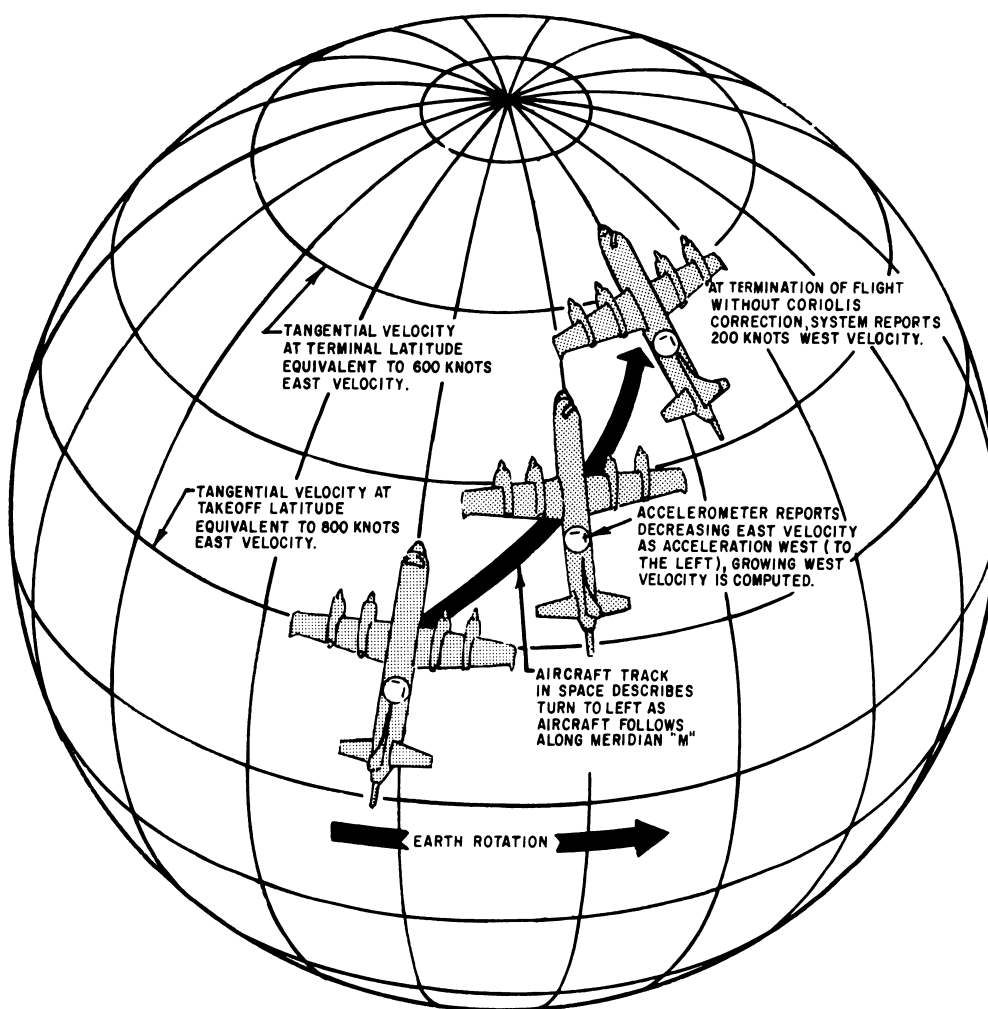 AT TERMINATION OF FLIGHT
WITHOUT CORIOLIS
CORRECTION, SYSTEM REPORTS
200 KNOTS WEST VELOCITY.
TANGENTIAL VELOCITY
AT TERMINAL LATITUDE
EQUIVALENT TO 600 KNOTS
EAST VELOCITY.
TANGENTIAL VELOCITY AT
TAKEOFF LATITUDE
EQUIVALENT TO 800 KNOTS
EAST VELOCITY.
ACCELEROMETER REPORTS
DECREASING EAST VELOCITY
AS ACCELERATION WEST (TO
THE LEFT), GROWING WEST
VELOCITY IS COMPUTED.
AIRCRAFT TRACK
IN SPACE DESCRIBES
TURN TO LEFT AS
AIRCRAFT FOLLOWS
ALONG MERIDIAN "M"
EARTH ROTATION